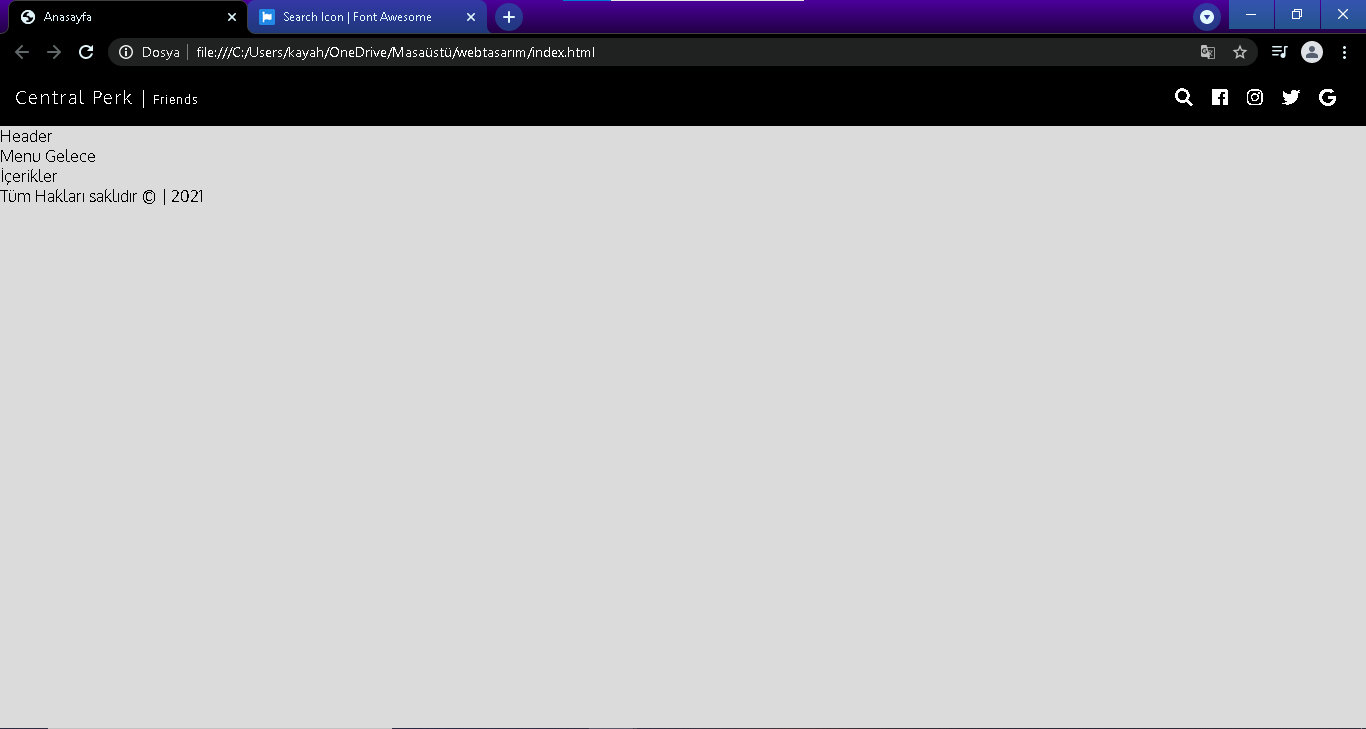 Anasayfa
Search Icon | Font Awesome
Dosya | file:///C:/Users/kayah/OneDrive/Masaüstü/webtasarım/index.html
Central Perk | Friends
Header
Menu Gelece
İçerikler
Tüm Hakları saklıdır © | 2021